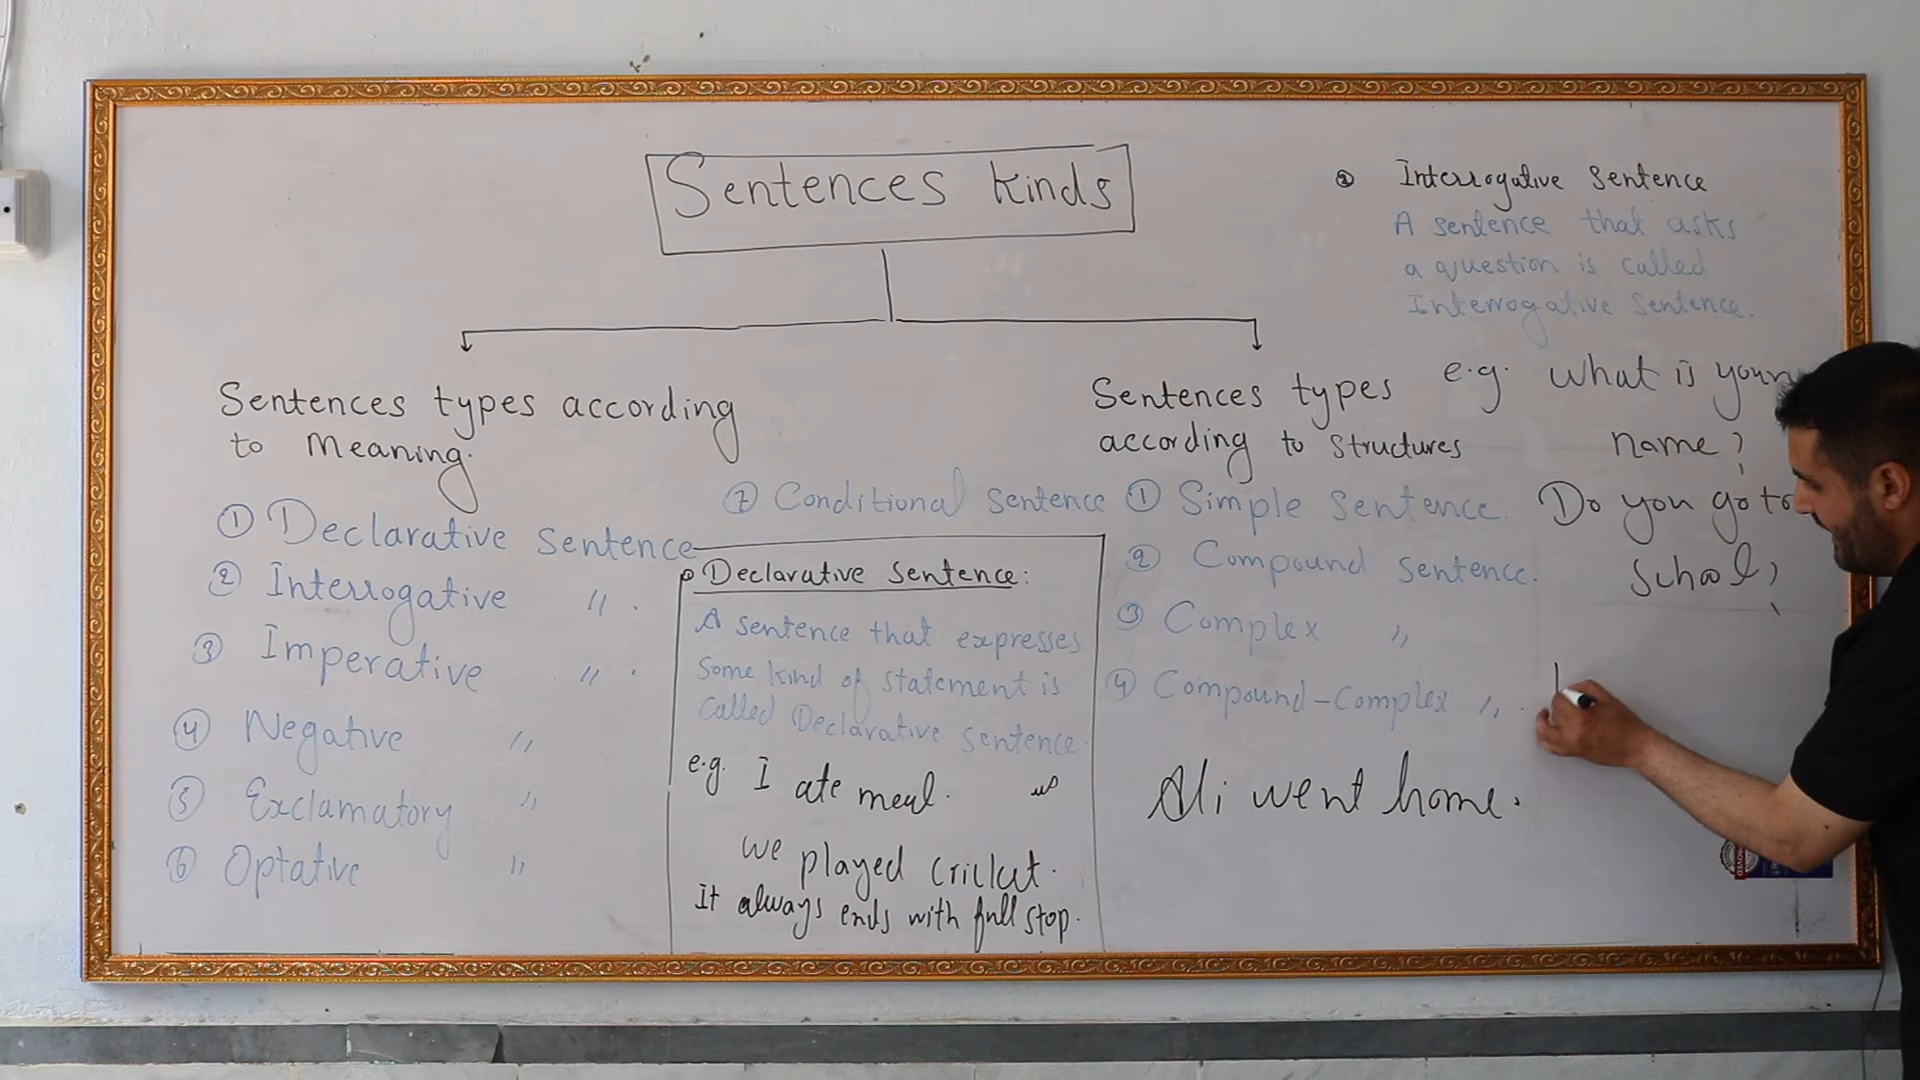 Sentences kinds
Sentences types according
to Meaning.
① Declarative sentence
② Interrogative " .
③ Imperative " .
④ Negative "
⑤ Exclamatory "
⑥ Optative "
⑦ Conditional sentence
Declarative sentence:
A sentence that expresses
some kind of statement is
called Declarative sentence.
e.g. I ate meal.
we played cricket.
It always ends with full stop.
Sentences types
according to structures
① Simple sentence.
② Compound sentence.
③ Complex "
④ Compound-Complex " .
Ali went home.
② Interrogative sentence
A sentence that asks
a question is called
Interrogative sentence.
e.g. what is your
name?
Do you go to
school?